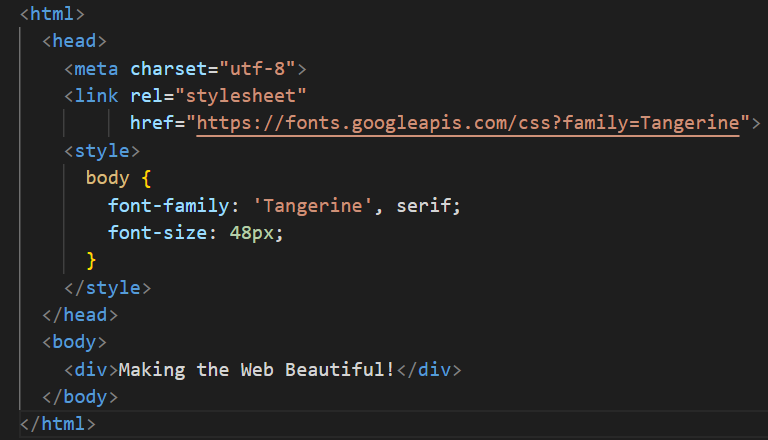 <html>
  <head>
    <meta charset="utf-8">
    <link rel="stylesheet"
          href="https://fonts.googleapis.com/css?family=Tangerine">
    <style>
      body {
        font-family: 'Tangerine', serif;
        font-size: 48px;
      }
    </style>
  </head>
  <body>
    <div>Making the Web Beautiful!</div>
  </body>
</html>